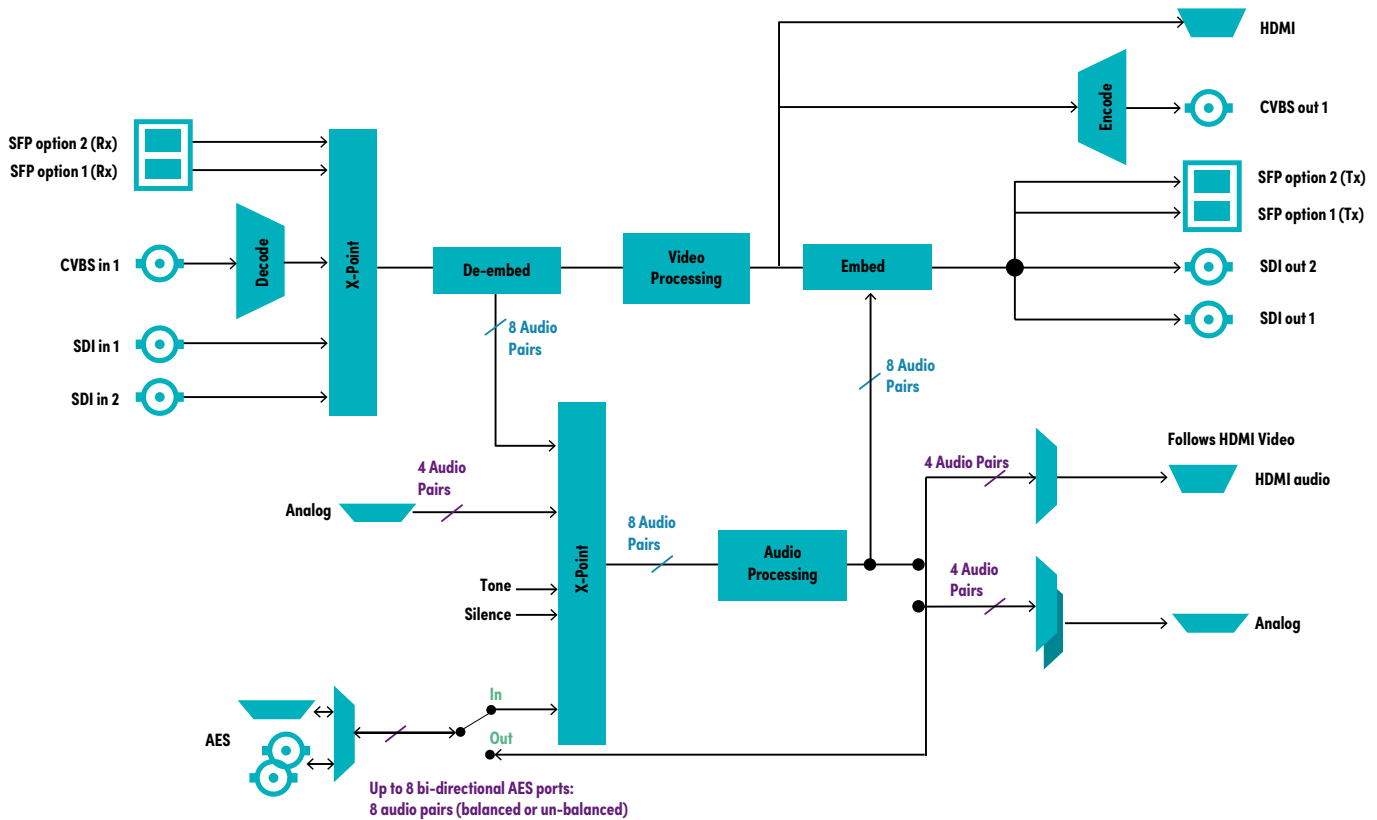 HDMI
CVBS out 1
Encode
SFP option 2 (Rx)
SFP option 1 (Rx)
SFP option 2 (Tx)
SFP option 1 (Tx)
CVBS in 1
Decode
X-Point
De-embed
Video
Processing
Embed
SDI out 2
SDI out 1
SDI in 1
SDI in 2
8 Audio
Pairs
8 Audio
Pairs
Follows HDMI Video
HDMI audio
4 Audio Pairs
4 Audio
Pairs
Analog
8 Audio
Pairs
X-Point
Audio
Processing
4 Audio
Pairs
Analog
Tone
Silence
In
Out
AES
Up to 8 bi-directional AES ports:
8 audio pairs (balanced or un-balanced)